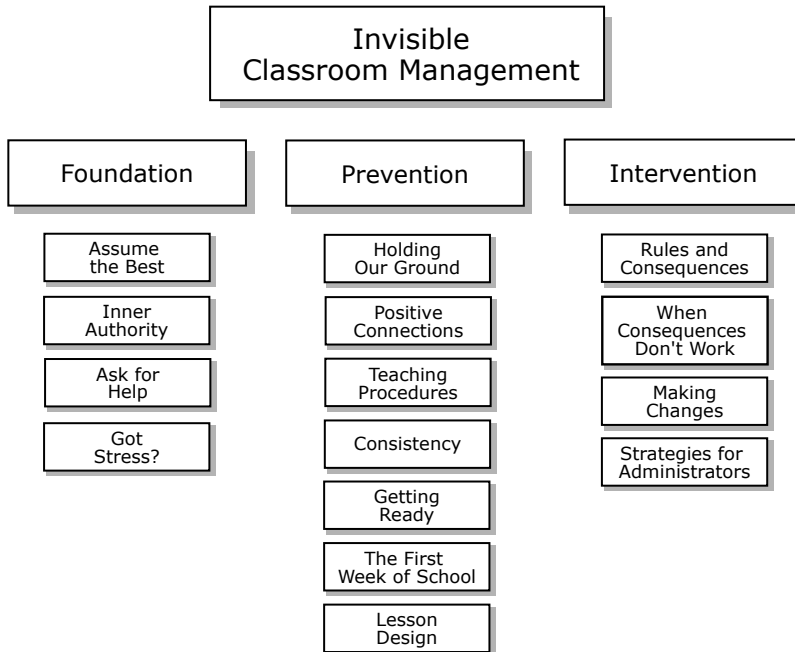 Invisible
Classroom Management
Foundation
Assume
the Best
Inner
Authority
Ask for
Help
Got
Stress?
Prevention
Holding
Our Ground
Positive
Connections
Teaching
Procedures
Consistency
Getting
Ready
The First
Week of School
Lesson
Design
Intervention
Rules and
Consequences
When
Consequences
Don't Work
Making
Changes
Strategies for
Administrators